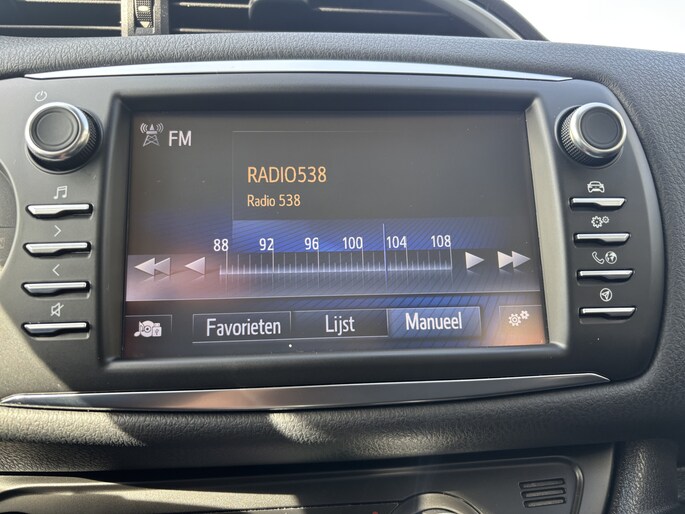 FM
RADIO538
Radio 538
88 92 96 100 104 108
Favorieten Lijst Manueel